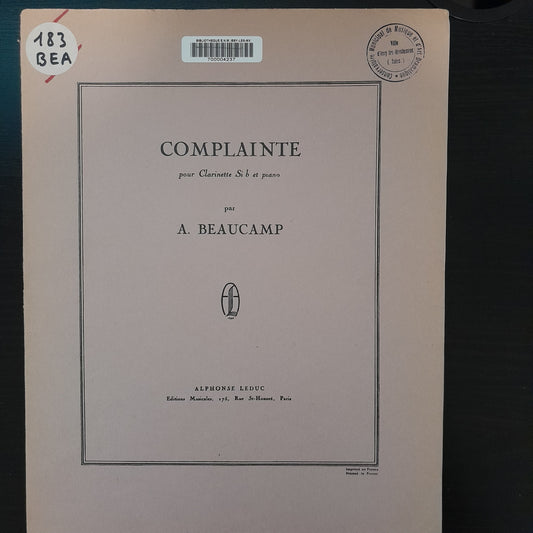 183
BEA
700004237
COMPLAINTE
pour Clarinette Si b et piano
par
A. BEAUCAMP
ALPHONSE LEDUC
Editions Musicales, 175, Rue St-Honoré, Paris
Imprimé en France
Printed in France